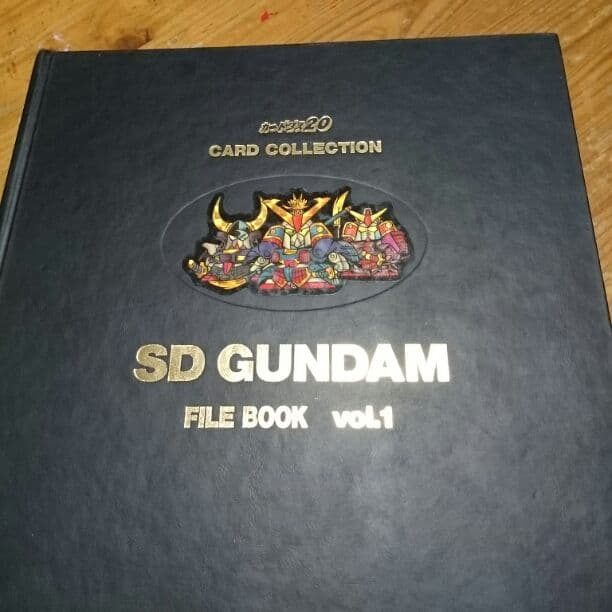 カードダス20
CARD COLLECTION
SD GUNDAM
FILE BOOK vol.1